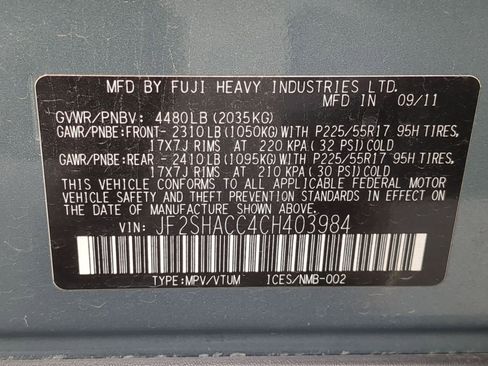 MFD BY FUJI HEAVY INDUSTRIES LTD.
MFD IN 09/11
GVWR/PNBV: 4480LB(2035KG)
GAWR/PNBE:FRONT- 2310LB(1050KG)WITH P225/55R17 95H TIRES,
17X7J RIMS AT 220 KPA( 32 PSI)COLD
GAWR/PNBE:REAR - 2410LB(1095KG)WITH P225/55R17 95H TIRES,
17X7J RIMS AT 210 KPA( 30 PSI)COLD
THIS VEHICLE CONFORMS TO ALL APPLICABLE FEDERAL MOTOR
VEHICLE SAFETY AND THEFT PREVENTION STANDARDS IN
EFFECT ON THE DATE OF MANUFACTURE SHOWN ABOVE.
VIN: JF2SHACC4CH403984
TYPE:MPV/VTUM ICES/NMB-002